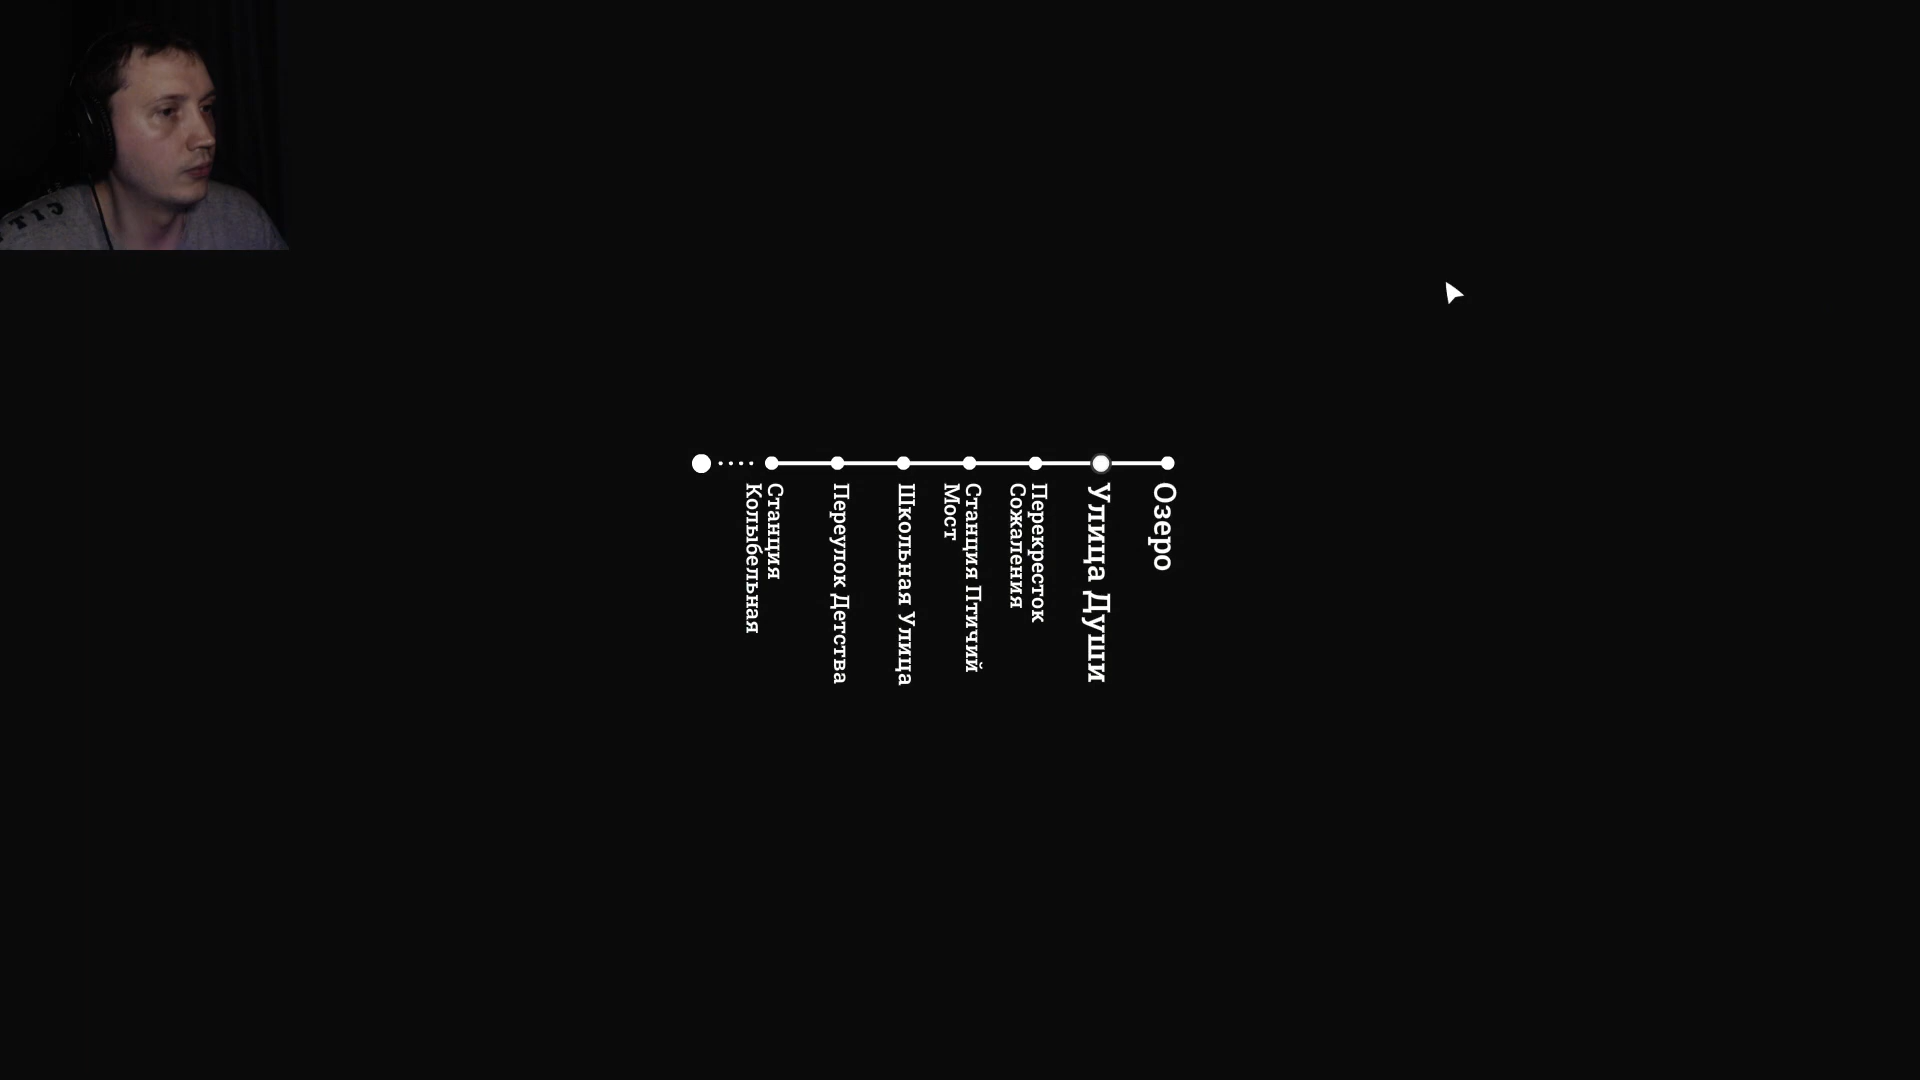 Станция
Колыбельная
Переулок Детства
Школьная Улица
Станция Птичий
Мост
Перекресток
Сожаления
Улица Души
Озеро